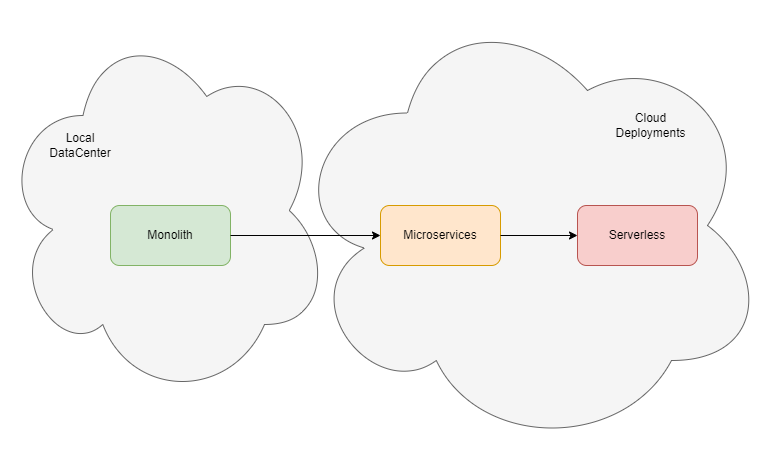 Local
DataCenter
Cloud
Deployments
Monolith
Microservices
Serverless